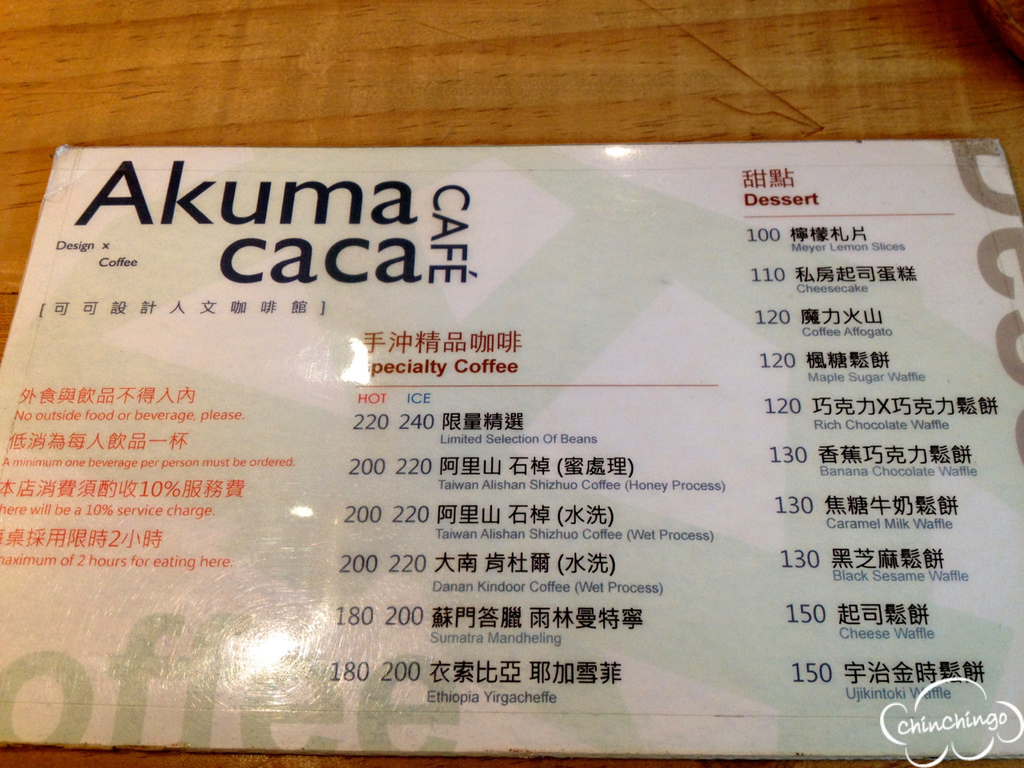 Akuma
caca
CAFÉ
Design x
Coffee
[可可設計人文咖啡館]
外食與飲品不得入內
No outside food or beverage, please.
低消為每人飲品一杯
A minimum one beverage per person must be ordered.
本店消費須酌收10%服務費
here will be a 10% service charge.
桌採用限時2小時
maximum of 2 hours for eating here.
手沖精品咖啡
Specialty Coffee
HOT ICE
220 240 限量精選
Limited Selection Of Beans
200 220 阿里山 石棹 (蜜處理)
Taiwan Alishan Shizhuo Coffee (Honey Process)
200 220 阿里山 石棹 (水洗)
Taiwan Alishan Shizhuo Coffee (Wet Process)
200 220 大南 肯杜爾 (水洗)
Danan Kindoor Coffee (Wet Process)
180 200 蘇門答臘 雨林曼特寧
Sumatra Mandheling
180 200 衣索比亞 耶加雪菲
Ethiopia Yirgacheffe
甜點
Dessert
100 檸檬札片
Meyer Lemon Slices
110 私房起司蛋糕
Cheesecake
120 魔力火山
Coffee Affogato
120 楓糖鬆餅
Maple Sugar Waffle
120 巧克力X巧克力鬆餅
Rich Chocolate Waffle
130 香蕉巧克力鬆餅
Banana Chocolate Waffle
130 焦糖牛奶鬆餅
Caramel Milk Waffle
130 黑芝麻鬆餅
Black Sesame Waffle
150 起司鬆餅
Cheese Waffle
150 宇治金時鬆餅
Ujikintoki Waffle
Dess
offee
chinchingo